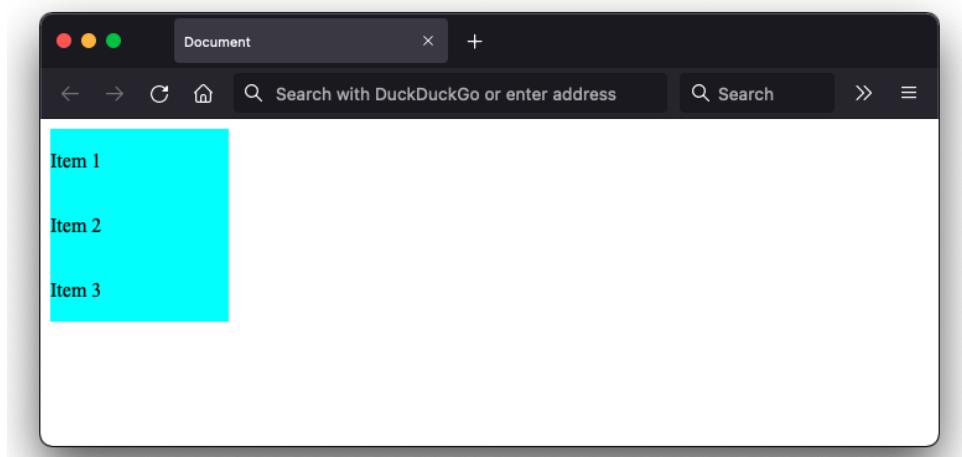 Document
Search with DuckDuckGo or enter address
Search
Item 1
Item 2
Item 3